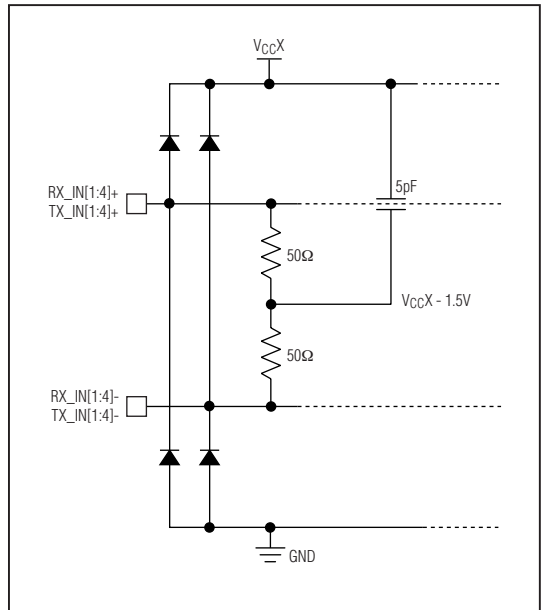 VCCX
RX_IN[1:4]+
TX_IN[1:4]+
5pF
50Ω
VCCX - 1.5V
50Ω
RX_IN[1:4]-
TX_IN[1:4]-
GND